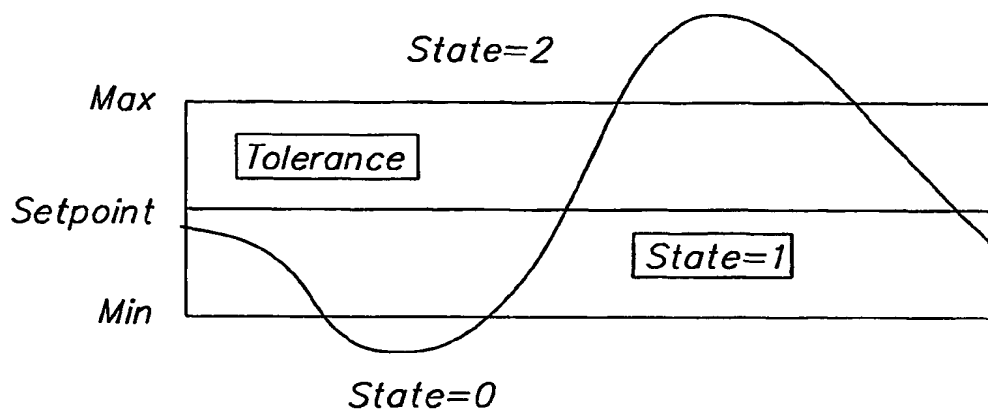 State=2
Max
Tolerance
Setpoint
State=1
Min
State=0